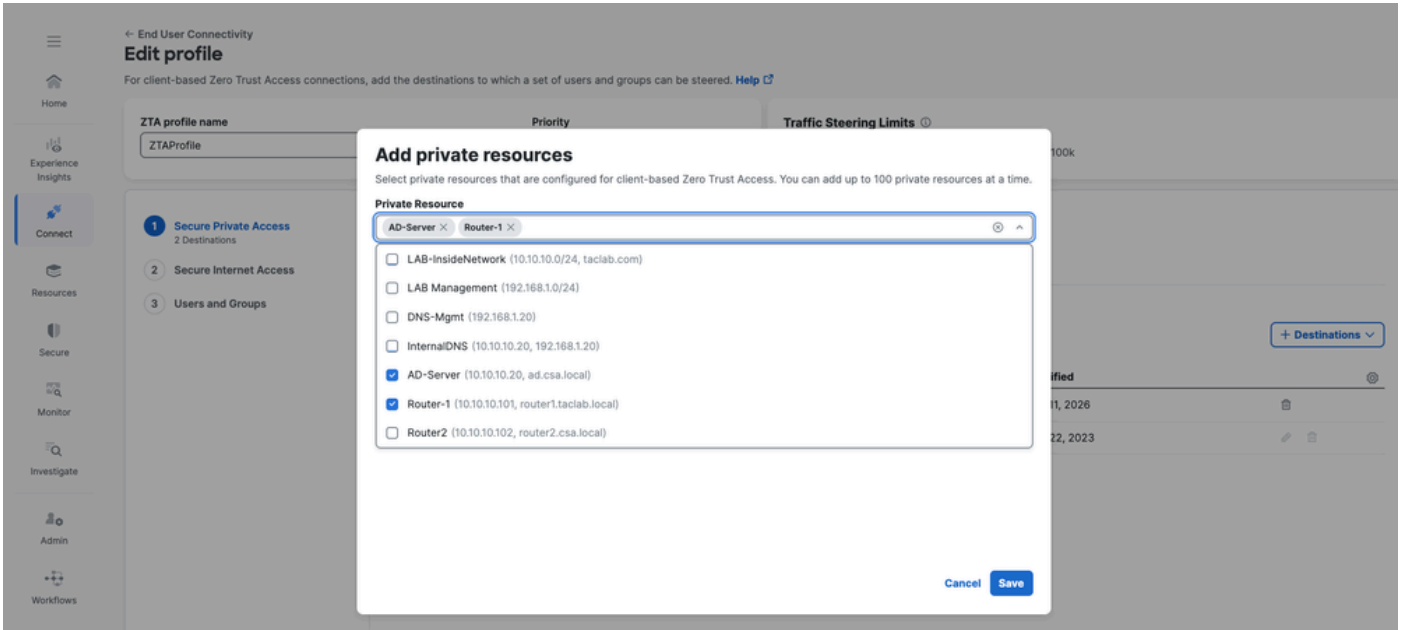 ← End User Connectivity
Edit profile
For client-based Zero Trust Access connections, add the destinations to which a set of users and groups can be steered. Help
Home
Experience
Insights
Connect
Resources
Secure
Monitor
Investigate
Admin
Workflows
ZTA profile name
ZTAProfile
Priority
Traffic Steering Limits
100k
1 Secure Private Access
2 Destinations
2 Secure Internet Access
3 Users and Groups
+ Destinations
ified
11, 2026
22, 2023
Add private resources
Select private resources that are configured for client-based Zero Trust Access. You can add up to 100 private resources at a time.
Private Resource
AD-Server × Router-1 ×
LAB-InsideNetwork (10.10.10.0/24, taclab.com)
LAB Management (192.168.1.0/24)
DNS-Mgmt (192.168.1.20)
InternalDNS (10.10.10.20, 192.168.1.20)
AD-Server (10.10.10.20, ad.csa.local)
Router-1 (10.10.10.101, router1.taclab.local)
Router2 (10.10.10.102, router2.csa.local)
Cancel Save